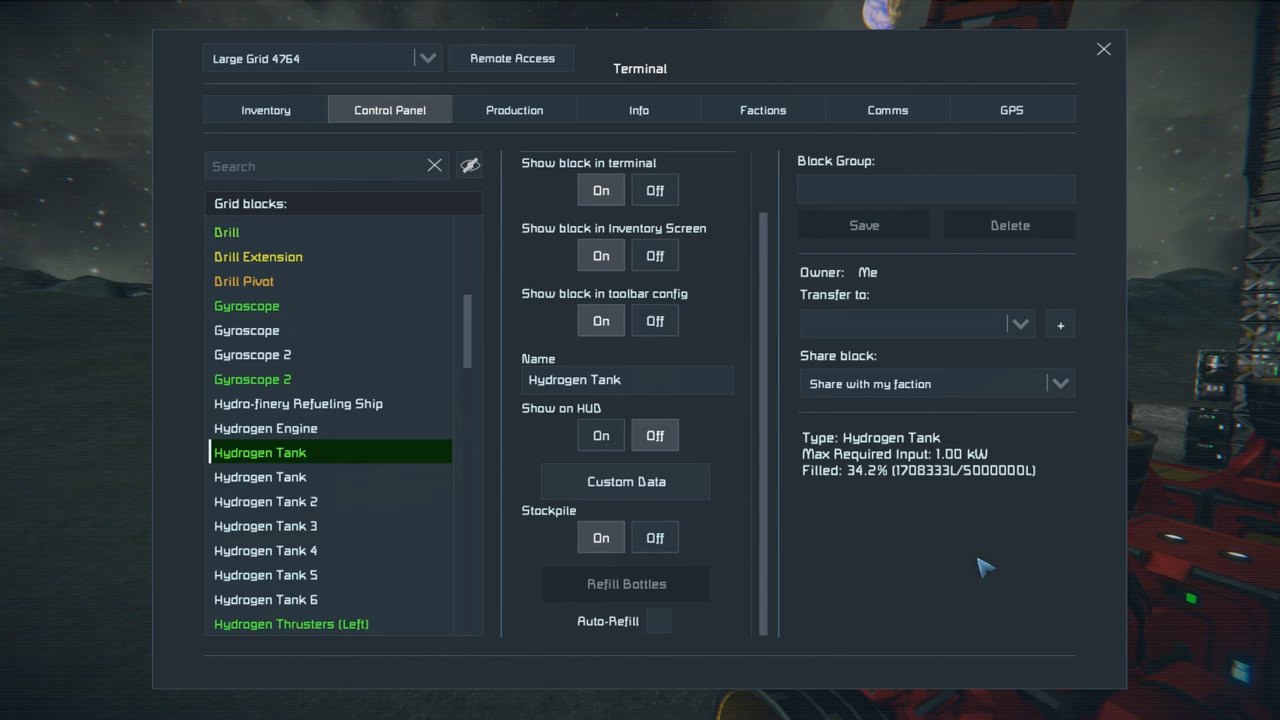 Large Grid 4764
Remote Access
Terminal
Inventory
Control Panel
Production
Info
Factions
Comms
GPS
Search
Grid blocks:
Drill
Drill Extension
Drill Pivot
Gyroscope
Gyroscope
Gyroscope 2
Gyroscope 2
Hydro-finery Refueling Ship
Hydrogen Engine
Hydrogen Tank
Hydrogen Tank
Hydrogen Tank 2
Hydrogen Tank 3
Hydrogen Tank 4
Hydrogen Tank 5
Hydrogen Tank 6
Hydrogen Thrusters (Left)
Show block in terminal
On Off
Show block in Inventory Screen
On Off
Show block in toolbar config
On Off
Name
Hydrogen Tank
Show on HUD
On Off
Custom Data
Stockpile
On Off
Refill Bottles
Auto-Refill
Block Group:
Save
Delete
Owner: Me
Transfer to:
+
Share block:
Share with my faction
Type: Hydrogen Tank
Max Required Input: 1.00 kW
Filled: 34.2% (1708333L/5000000L)